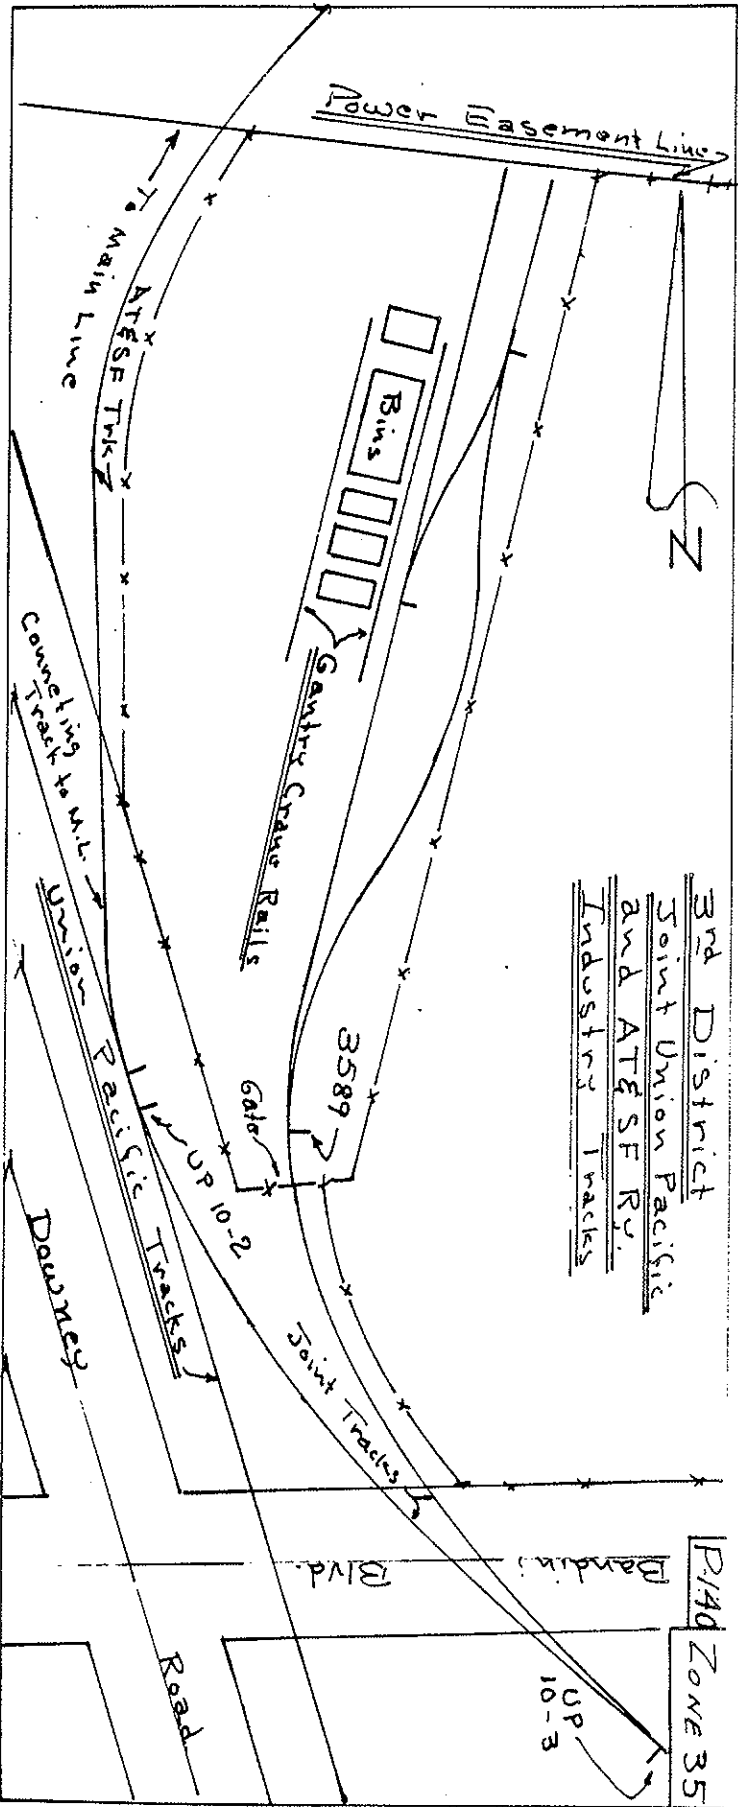 3rd District
Joint Union Pacific
and AT&SF Ry.
Industry Tracks
P140 ZONE 35
Power Easement Line
N
To Main Line
AT&SF Trk
Bins
Gantry Crane Rails
Conneting
Track to M.L.
Union Pacific Tracks
UP 10-2
Gate
3589
Joint Tracks
Bandini Blvd.
Downey Road
UP
10-3